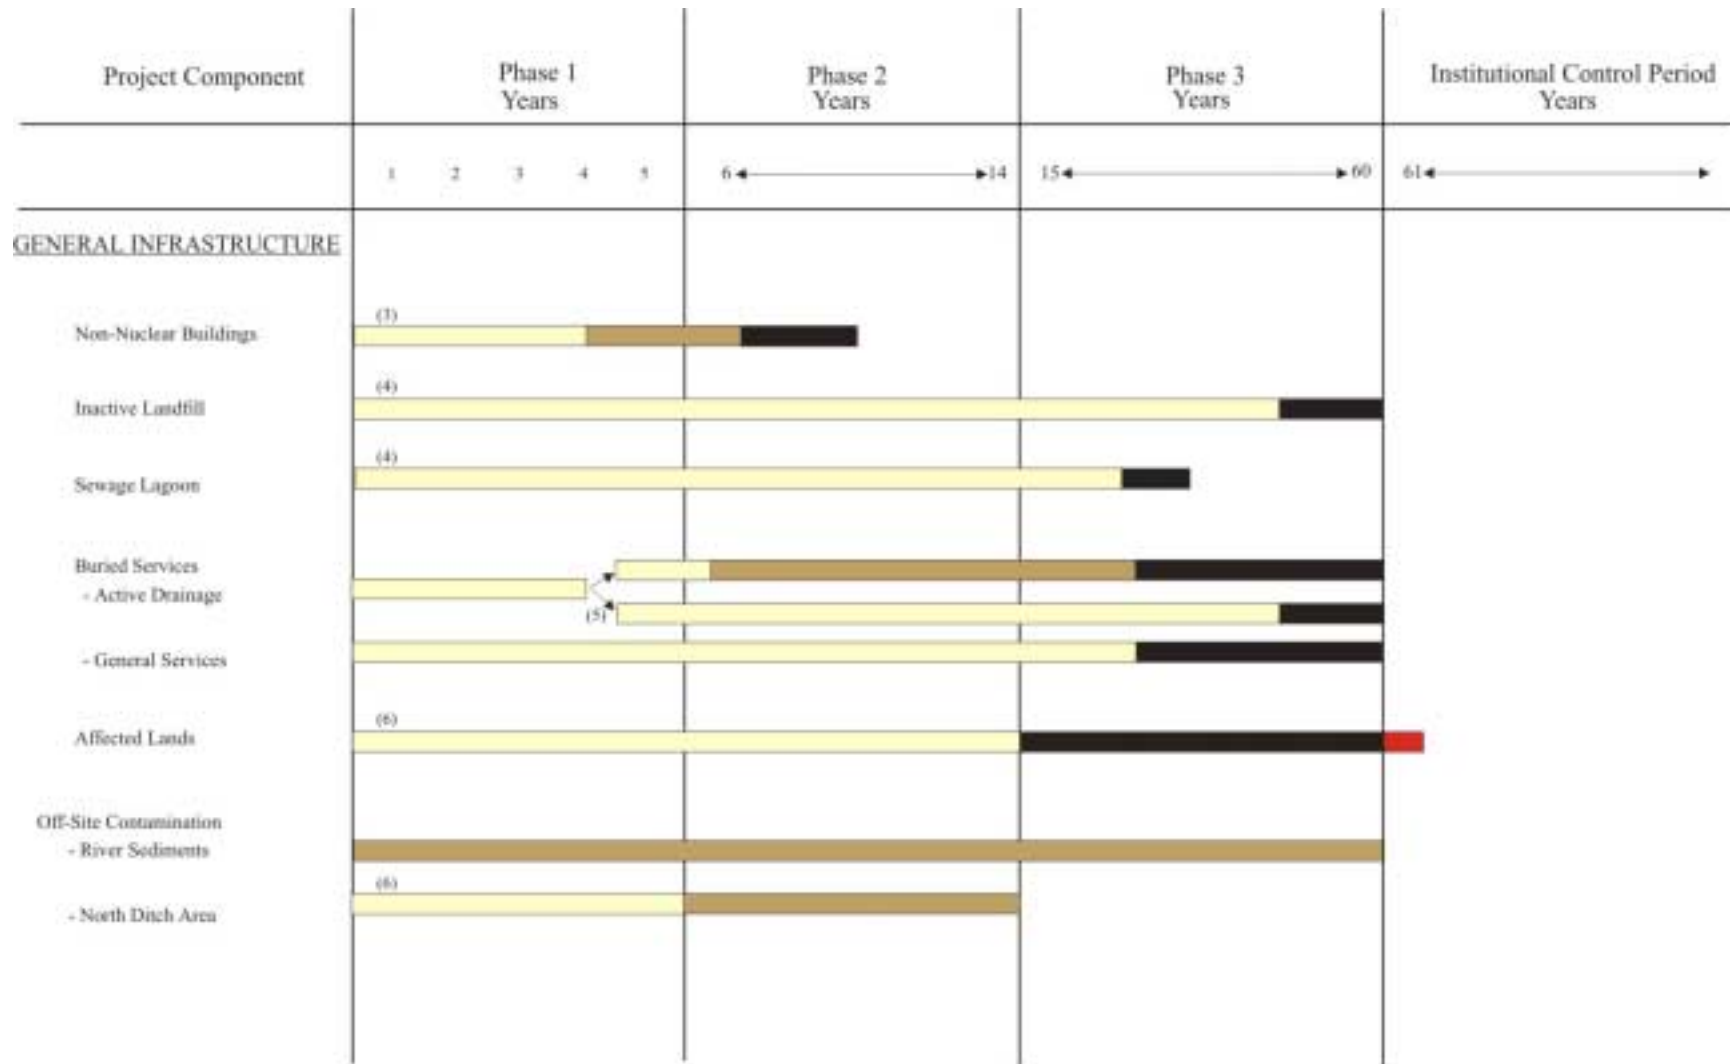 Project Component
Phase 1
Years
Phase 2
Years
Phase 3
Years
Institutional Control Period
Years
1 2 3 4 5 6 14 15 60 61
GENERAL INFRASTRUCTURE
(3)
Non-Nuclear Buildings
(4)
Inactive Landfill
(4)
Sewage Lagoon
Buried Services
- Active Drainage
(5)
- General Services
(6)
Affected Lands
Off-Site Contamination
- River Sediments
(6)
- North Ditch Area